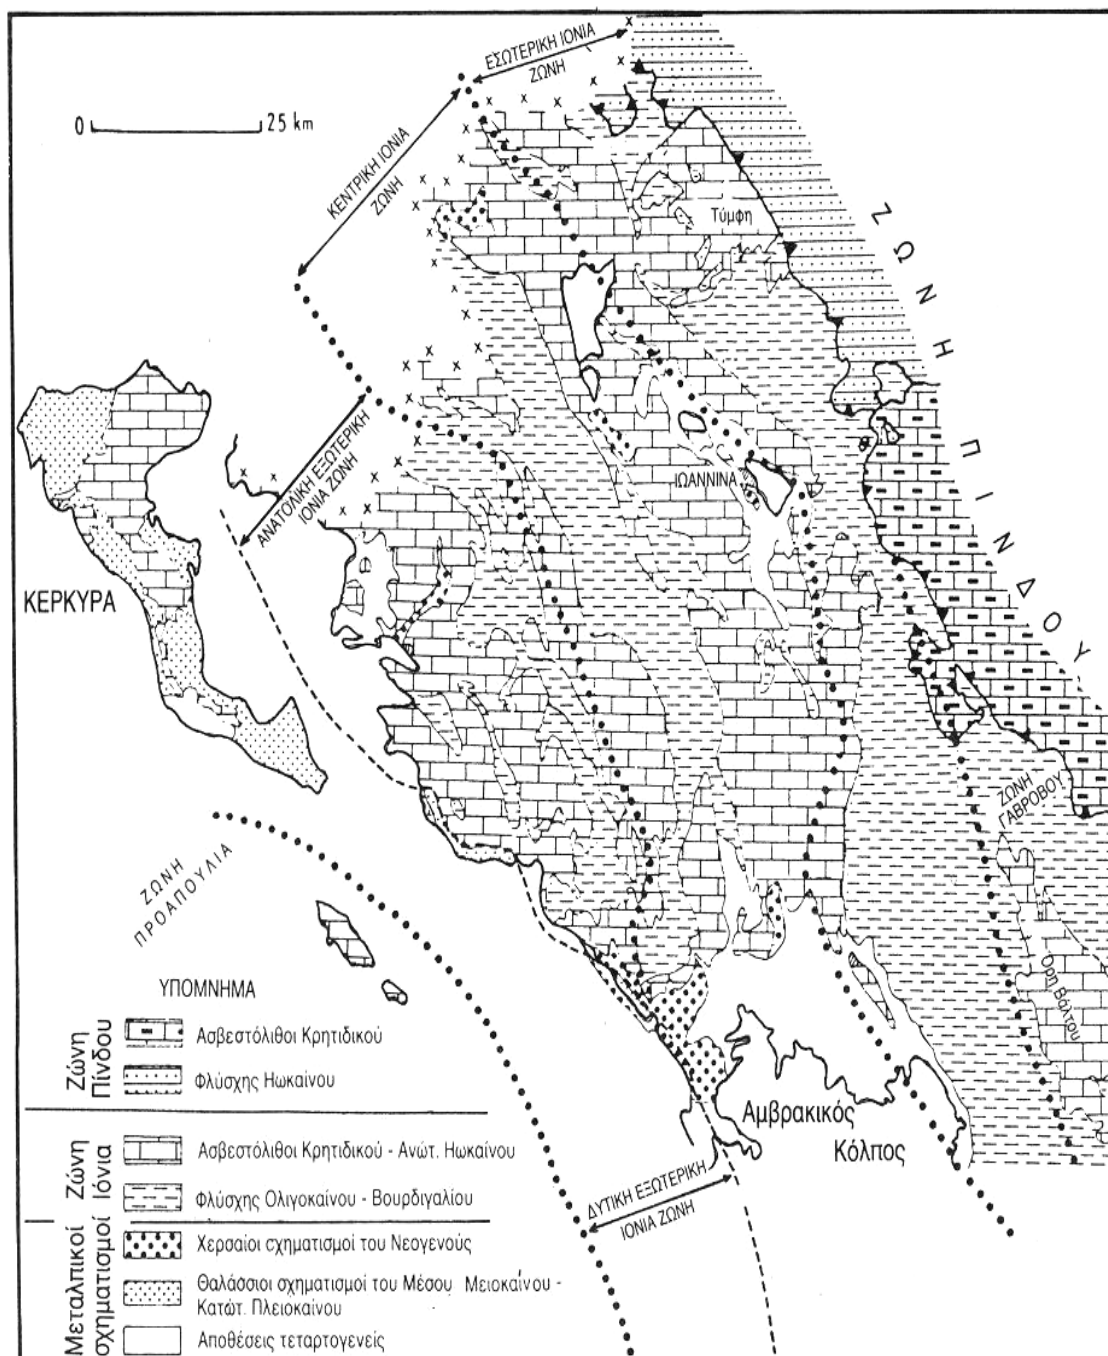 ΕΣΩΤΕΡΙΚΗ ΙΟΝΙΑ
ΖΩΝΗ
0 25 km
ΚΕΝΤΡΙΚΗ ΙΟΝΙΑ
ΖΩΝΗ
Τύμφη
ΖΩΝΗ ΠΙΝΔΟΥ
ΑΝΑΤΟΛΙΚΗ ΕΞΩΤΕΡΙΚΗ
ΙΟΝΙΑ ΖΩΝΗ
ΙΩΑΝΝΙΝΑ
ΚΕΡΚΥΡΑ
ΖΩΝΗ
ΓΑΒΡΟΒΟΥ
ΖΩΝΗ
ΠΡΟΑΠΟΥΛΙΑ
Όρη Βάλτου
Αμβρακικός
Κόλπος
ΔΥΤΙΚΗ ΕΞΩΤΕΡΙΚΗ
ΙΟΝΙΑ ΖΩΝΗ
ΥΠΟΜΝΗΜΑ
Ζώνη
Πίνδου
Ασβεστόλιθοι Κρητιδικού
Φλύσχης Ηωκαίνου
Ζώνη
Ιόνια
Ασβεστόλιθοι Κρητιδικού - Ανώτ. Ηωκαίνου
Φλύσχης Ολιγοκαίνου - Βουρδιγαλίου
Μεταλπικοί
σχηματισμοί
Χερσαίοι σχηματισμοί του Νεογενούς
Θαλάσσιοι σχηματισμοί του Μέσου Μειοκαίνου -
Κατώτ. Πλειοκαίνου
Αποθέσεις τεταρτογενείς